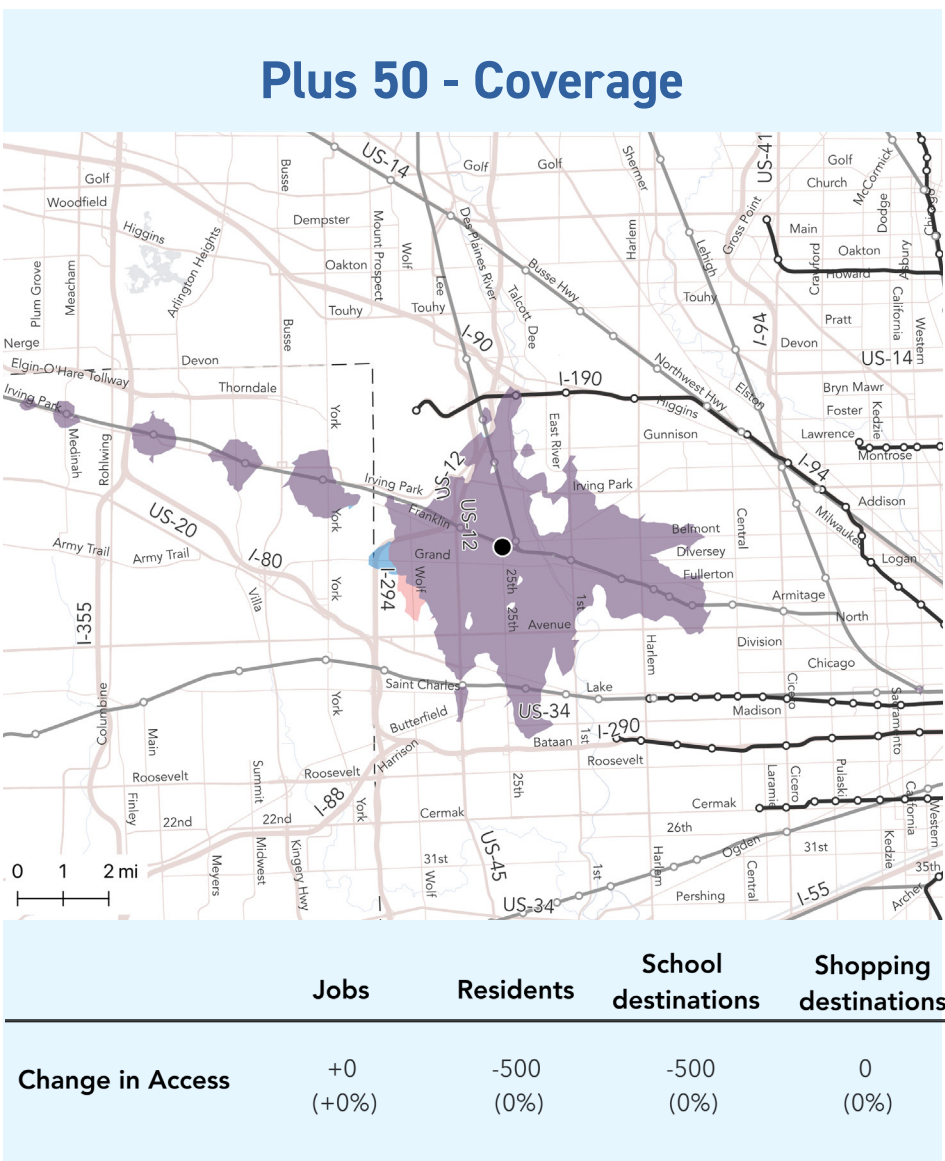 Plus 50 - Coverage
US-14
Golf
Golf
Shermer
US-41
Golf
McCormick
Church
Golf
Woodfield
Busse
Dempster
Mount Prospect
Wolf
Des Plaines River
Harlem
Gross Point
Main
Dodge
Higgins
Arlington Heights
Oakton
Lee
Busse Hwy
Lehigh
Oakton
Crawford
Howard
Asbury
Plum Grove
Meacham
Touhy
Touhy
Talcott
Dee
Touhy
California
Western
Nerge
Busse
I-90
I-94
Pratt
Devon
Devon
US-14
Elgin-O'Hare Tollway
Thorndale
I-190
Northwest Hwy
Elston
Bryn Mawr
Irving Park
York
Higgins
Foster
Kedzie
Medinah
Rohlwing
East River
Gunnison
Lawrence
Montrose
US-12
I-94
Irving Park
Irving Park
Addison
US-20
York
Franklin
US-12
Belmont
Central
Milwaukee
Army Trail
Army Trail
I-80
Grand
Diversey
Logan
I-294
Wolf
Fullerton
Villa
York
25th
25th
1st
Armitage
North
I-355
Avenue
Harlem
Division
Chicago
Columbine
York
Saint Charles
Lake
Cicero
Sacramento
Butterfield
US-34
Madison
Main
Harrison
Bataan
1st
I-290
Roosevelt
Roosevelt
Summit
Roosevelt
25th
Laramie
Cicero
Pulaski
California
Western
Finley
22nd
22nd
I-88
York
Cermak
Cermak
26th
Meyers
Midwest
Kingery Hwy
31st
Wolf
US-45
1st
Harlem
Ogden
Central
31st
Kedzie
35th
0 1 2 mi
US-34
Pershing
I-55
Archer
Jobs
Residents
School
destinations
Shopping
destinations
Change in Access
+0
(+0%)
-500
(0%)
-500
(0%)
0
(0%)